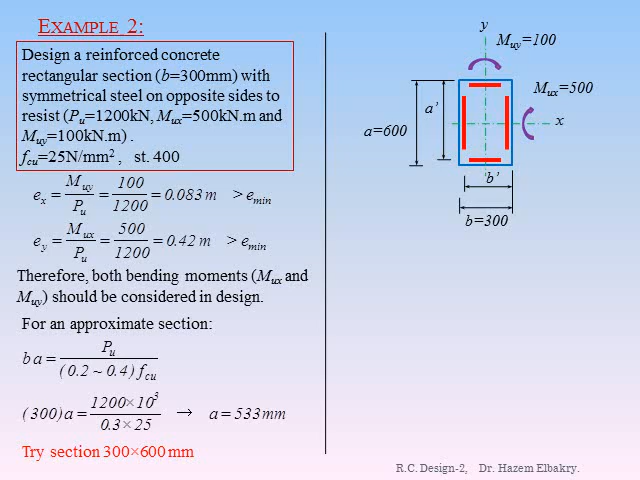 EXAMPLE 2:
Design a reinforced concrete
rectangular section (b=300mm) with
symmetrical steel on opposite sides to
resist (Pu=1200kN, Mux=500kN.m and
Muy=100kN.m) .
fcu=25N/mm² , st. 400
ex = Muy/Pu = 100/1200 = 0.083 m > emin
ey = Mux/Pu = 500/1200 = 0.42 m > emin
Therefore, both bending moments (Mux and
Muy) should be considered in design.
For an approximate section:
b a = Pu/(0.2 ~ 0.4) fcu
(300)a = 1200×10³/0.3×25 → a = 533mm
Try section 300×600 mm
y
Muy=100
Mux=500
a’
x
a=600
b’
b=300
R.C. Design-2, Dr. Hazem Elbakry.